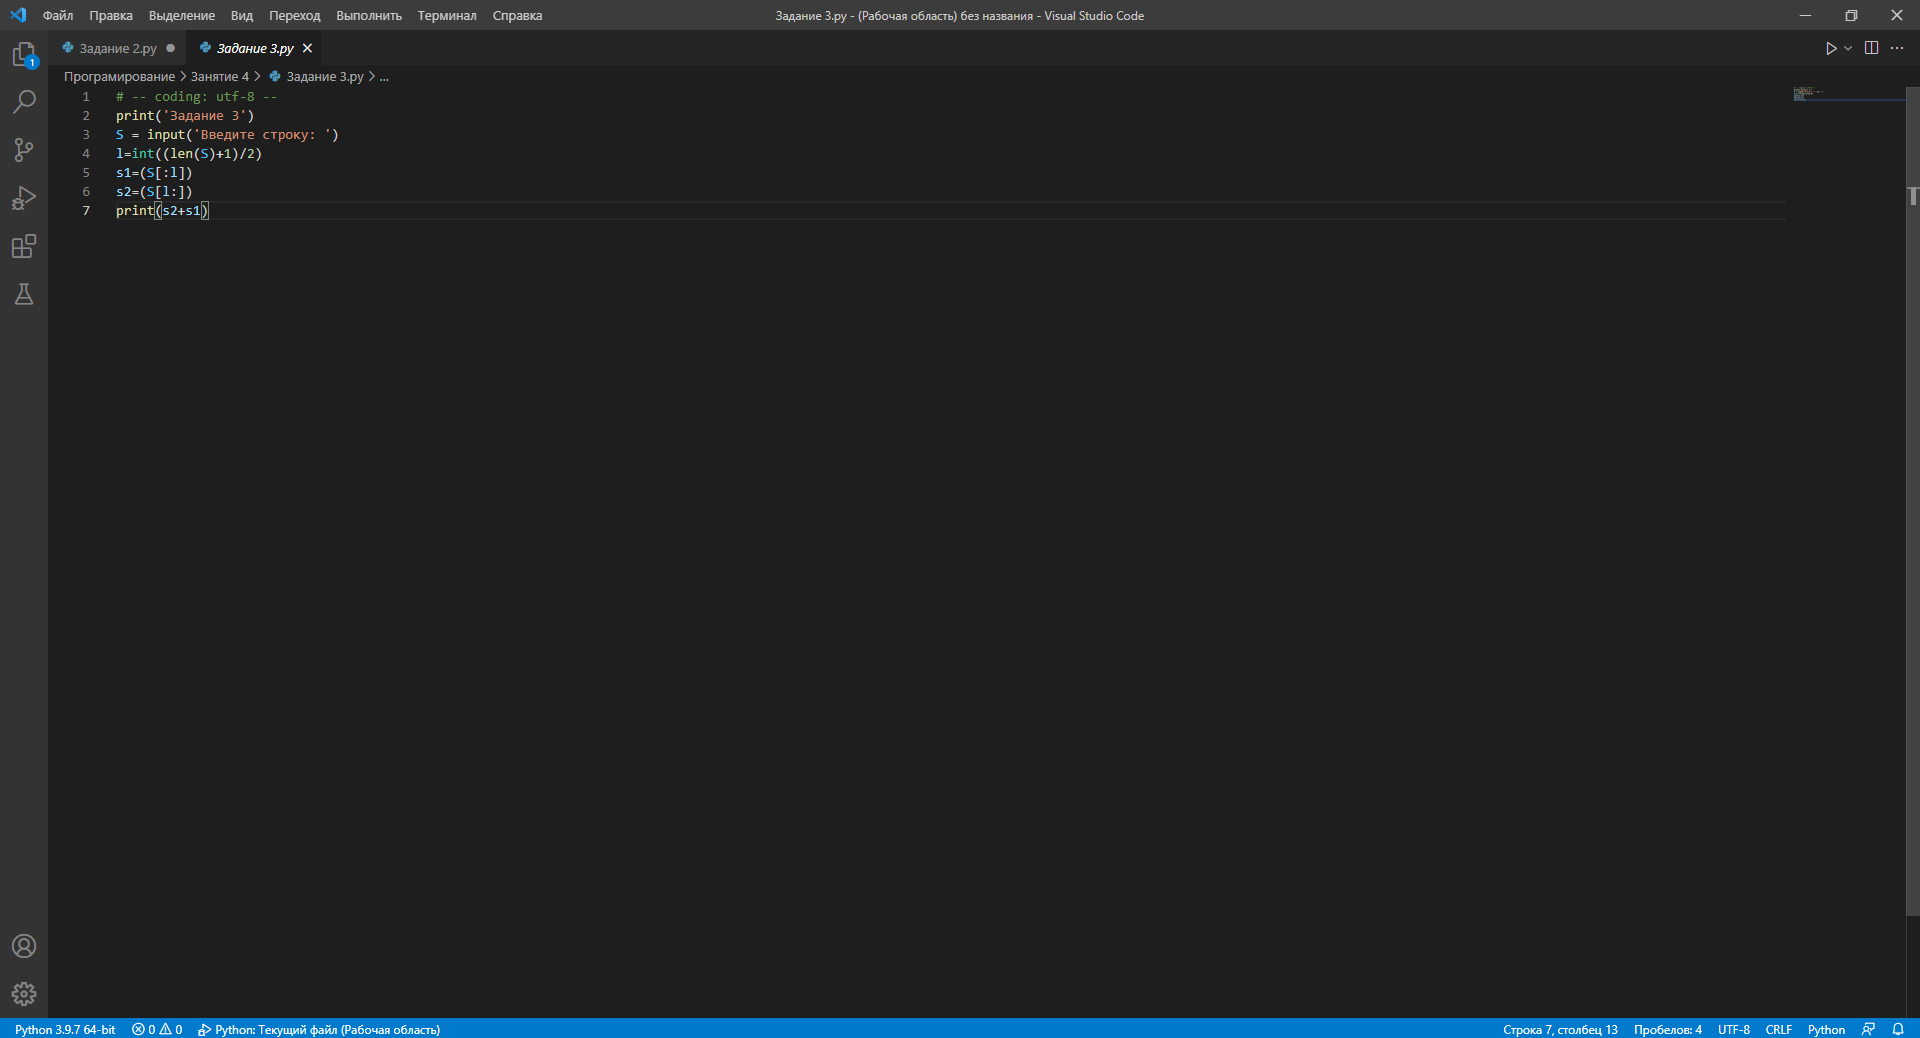 Файл Правка Выделение Вид Переход Выполнить Терминал Справка
Задание 3.py - (Рабочая область) без названия - Visual Studio Code
Задание 2.py Задание 3.py
1
Програмирование > Занятие 4 > Задание 3.py > ...
1 # -- coding: utf-8 --
2 print('Задание 3')
3 S = input('Введите строку: ')
4 l=int((len(S)+1)/2)
5 s1=(S[:l])
6 s2=(S[l:])
7 print(s2+s1)
Python 3.9.7 64-bit 0 0 Python: Текущий файл (Рабочая область) Строка 7, столбец 13 Пробелов: 4 UTF-8 CRLF Python